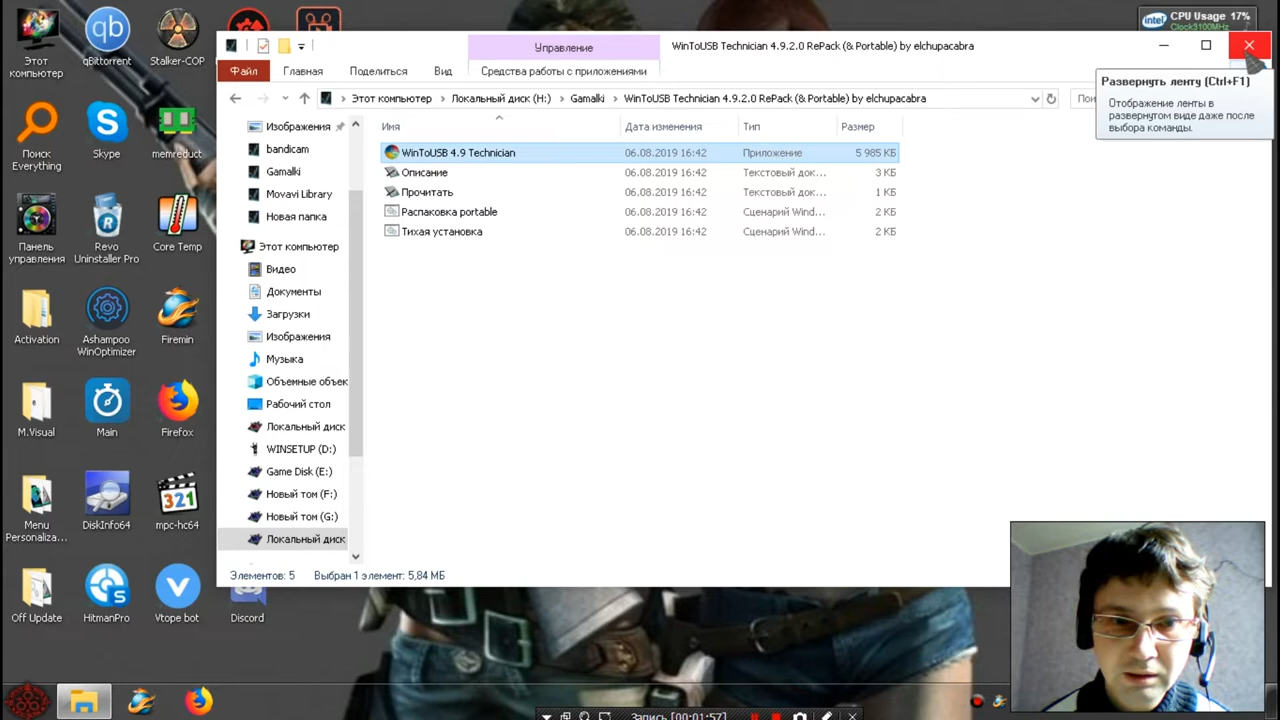 Этот компьютер
qBittorrent
Stalker-COP
Поиск Everything
Skype
memreduct
Панель управления
Revo Uninstaller Pro
Core Temp
Activation
Ashampoo WinOptimizer
Firemin
M.Visual
Main
Firefox
Menu Personaliza...
DiskInfo64
mpc-hc64
Off Update
HitmanPro
Vtope bot
Discord
intel
CPU Usage 17%
Clock3100MHz
Управление
WinToUSB Technician 4.9.2.0 RePack (& Portable) by elchupacabra
Файл
Главная
Поделиться
Вид
Средства работы с приложениями
Развернуть ленту (Ctrl+F1)
Отображение ленты в
развернутом виде даже после
выбора команды.
Этот компьютер
Локальный диск (H:)
Gamalki
WinToUSB Technician 4.9.2.0 RePack (& Portable) by elchupacabra
Пои
Имя
Дата изменения
Тип
Размер
WinToUSB 4.9 Technician 06.08.2019 16:42 Приложение 5 985 КБ
Описание 06.08.2019 16:42 Текстовый док... 3 КБ
Прочитать 06.08.2019 16:42 Текстовый док... 1 КБ
Распаковка portable 06.08.2019 16:42 Сценарий Wind... 2 КБ
Тихая установка 06.08.2019 16:42 Сценарий Wind... 2 КБ
Изображения
bandicam
Gamalki
Movavi Library
Новая папка
Этот компьютер
Видео
Документы
Загрузки
Изображения
Музыка
Объемные объек
Рабочий стол
Локальный диск
WINSETUP (D:)
Game Disk (E:)
Новый том (F:)
Новый том (G:)
Локальный диск
Элементов: 5
Выбран 1 элемент: 5,84 МБ
Запись [00:01:57]